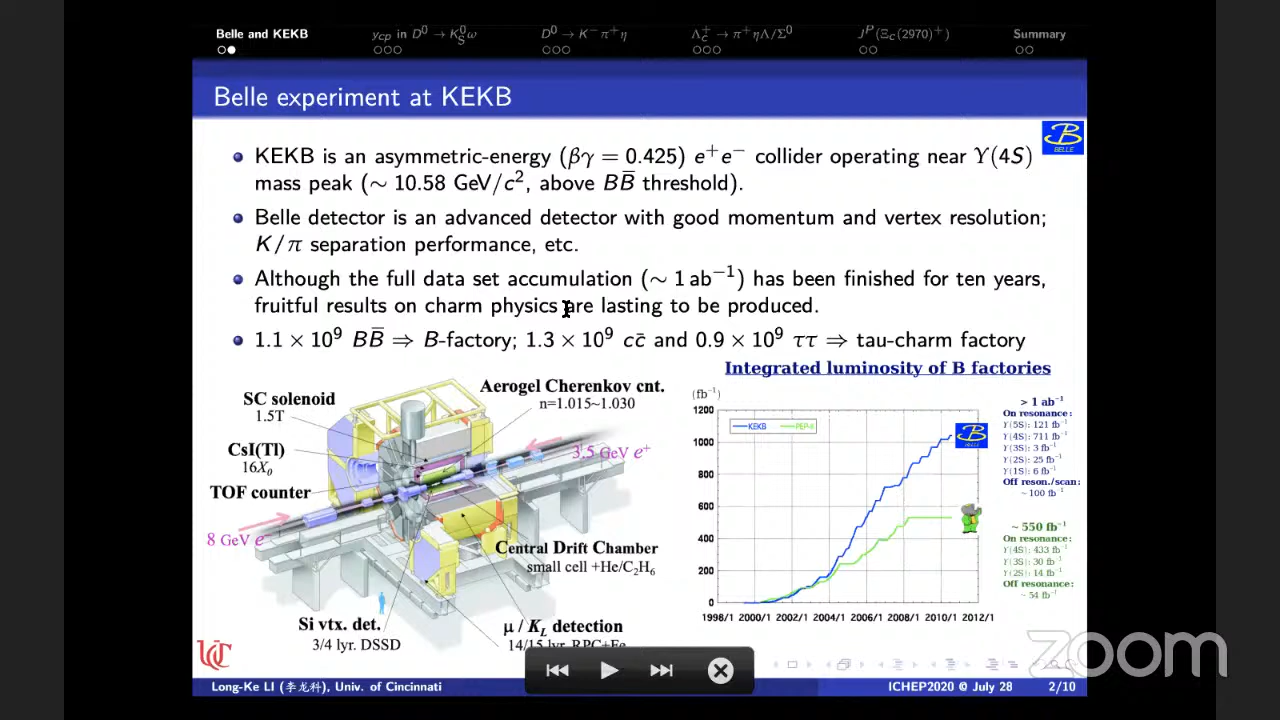 Belle and KEKB
y_CP in D⁰ → K⁰_S ω
D⁰ → K⁻π⁺η
Λ⁺_c → π⁺ηΛ/Σ⁰
J^P(Ξ_c(2970)⁺)
Summary
Belle experiment at KEKB
BELLE
KEKB is an asymmetric-energy (βγ = 0.425) e⁺e⁻ collider operating near ϒ(4S)
mass peak (∼ 10.58 GeV/c², above BB̅ threshold).
Belle detector is an advanced detector with good momentum and vertex resolution;
K/π separation performance, etc.
Although the full data set accumulation (∼ 1 ab⁻¹) has been finished for ten years,
fruitful results on charm physics are lasting to be produced.
1.1 × 10⁹ BB̅ ⇒ B-factory; 1.3 × 10⁹ cc̄ and 0.9 × 10⁹ ττ ⇒ tau-charm factory
SC solenoid
1.5T
CsI(Tl)
16X₀
TOF counter
8 GeV e⁻
Aerogel Cherenkov cnt.
n=1.015~1.030
3.5 GeV e⁺
Central Drift Chamber
small cell +He/C₂H₆
Si vtx. det.
3/4 lyr. DSSD
μ / K_L detection
14/15 lyr. RPC+Fe
Integrated luminosity of B factories
(fb⁻¹)
1200
1000
800
600
400
200
0
1998/1 2000/1 2002/1 2004/1 2006/1 2008/1 2010/1 2012/1
KEKB
PEP-II
> 1 ab⁻¹
On resonance:
ϒ(5S): 121 fb⁻¹
ϒ(4S): 711 fb⁻¹
ϒ(3S): 3 fb⁻¹
ϒ(2S): 25 fb⁻¹
ϒ(1S): 6 fb⁻¹
Off reson./scan:
~ 100 fb⁻¹
~ 550 fb⁻¹
On resonance:
ϒ(4S): 433 fb⁻¹
ϒ(3S): 30 fb⁻¹
ϒ(2S): 14 fb⁻¹
Off resonance:
~ 54 fb⁻¹
UC
zoom
Long-Ke LI (李龙科), Univ. of Cincinnati
ICHEP2020 @ July 28
2/10